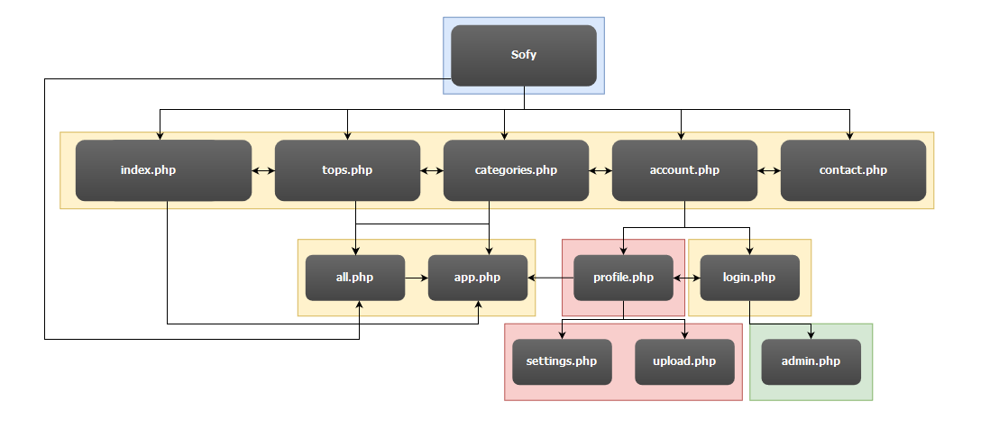 Sofy
index.php
tops.php
categories.php
account.php
contact.php
all.php
app.php
profile.php
login.php
settings.php
upload.php
admin.php